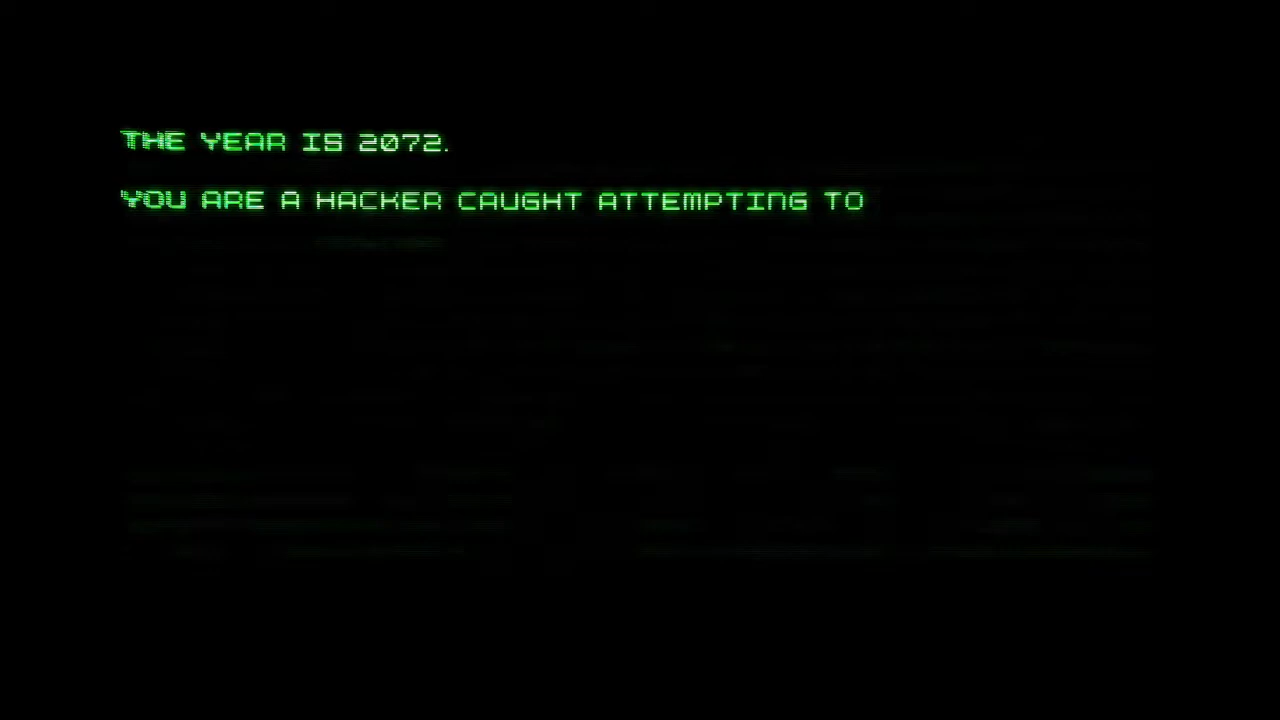 THE YEAR IS 2072.
YOU ARE A HACKER CAUGHT ATTEMPTING TO